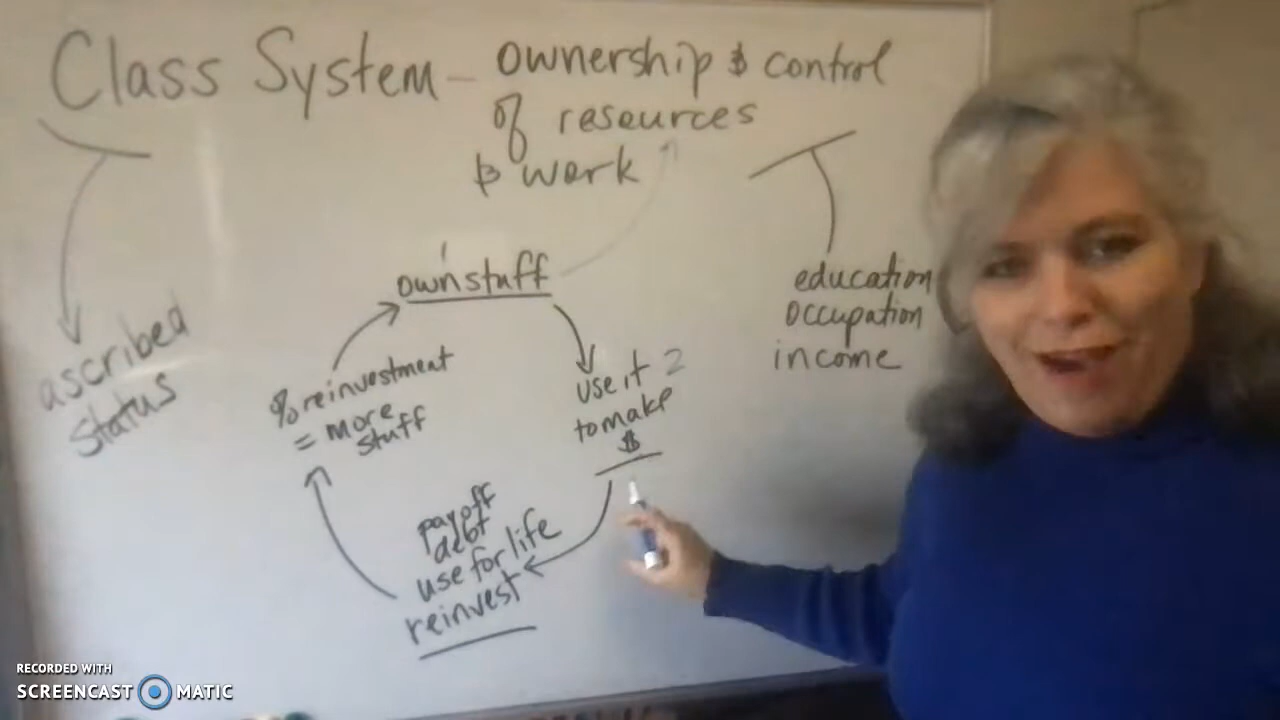 Class System - ownership & control
of resources
& work
own stuff
use it 2
to make
$
pay off
debt
use for life
reinvest
% reinvestment
= more
stuff
ascribed
status
education
occupation
income
RECORDED WITH
SCREENCAST MATIC